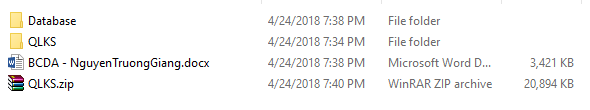 Database 4/24/2018 7:38 PM File folder
QLKS 4/24/2018 7:34 PM File folder
BCDA - NguyenTruongGiang.docx 4/24/2018 7:38 PM Microsoft Word D... 3,421 KB
QLKS.zip 4/24/2018 7:40 PM WinRAR ZIP archive 20,894 KB